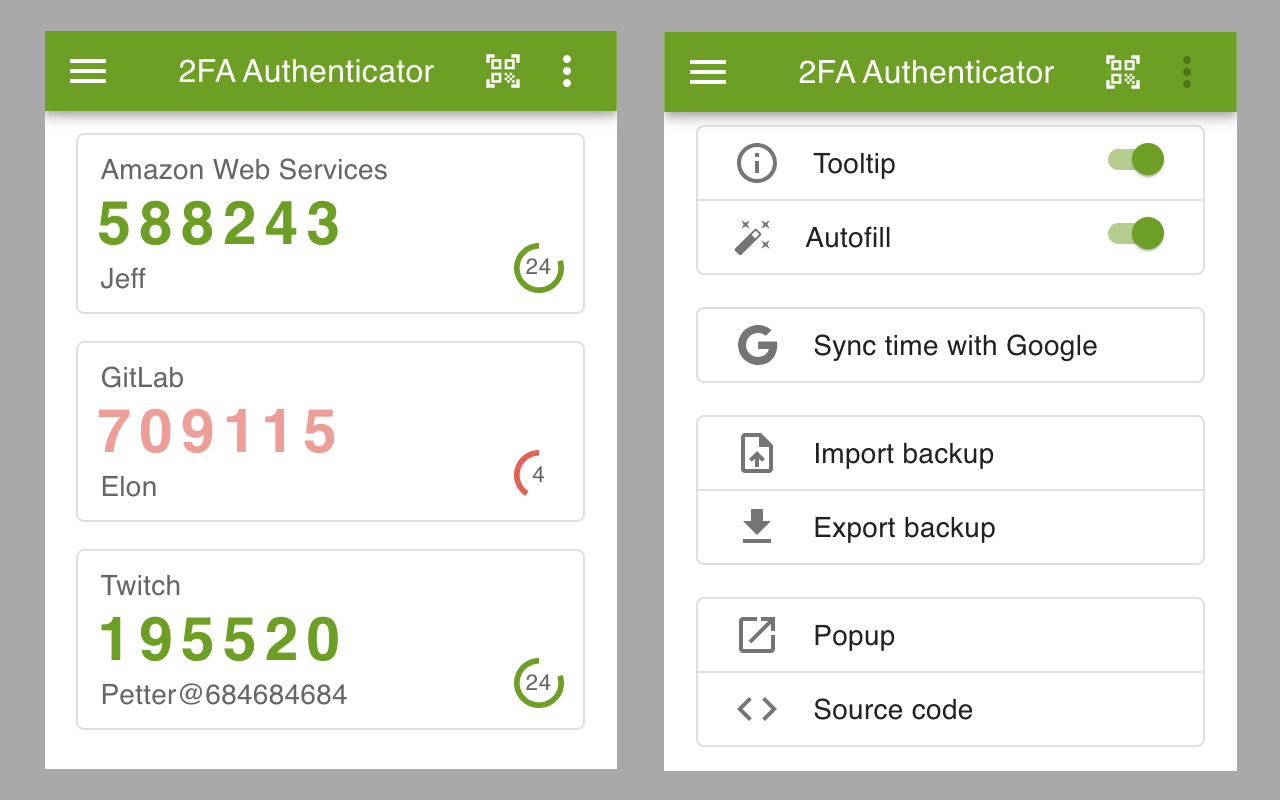 2FA Authenticator
Amazon Web Services
588243
Jeff
24
GitLab
709115
Elon
4
Twitch
195520
Petter@684684684
24
2FA Authenticator
Tooltip
Autofill
Sync time with Google
Import backup
Export backup
Popup
Source code